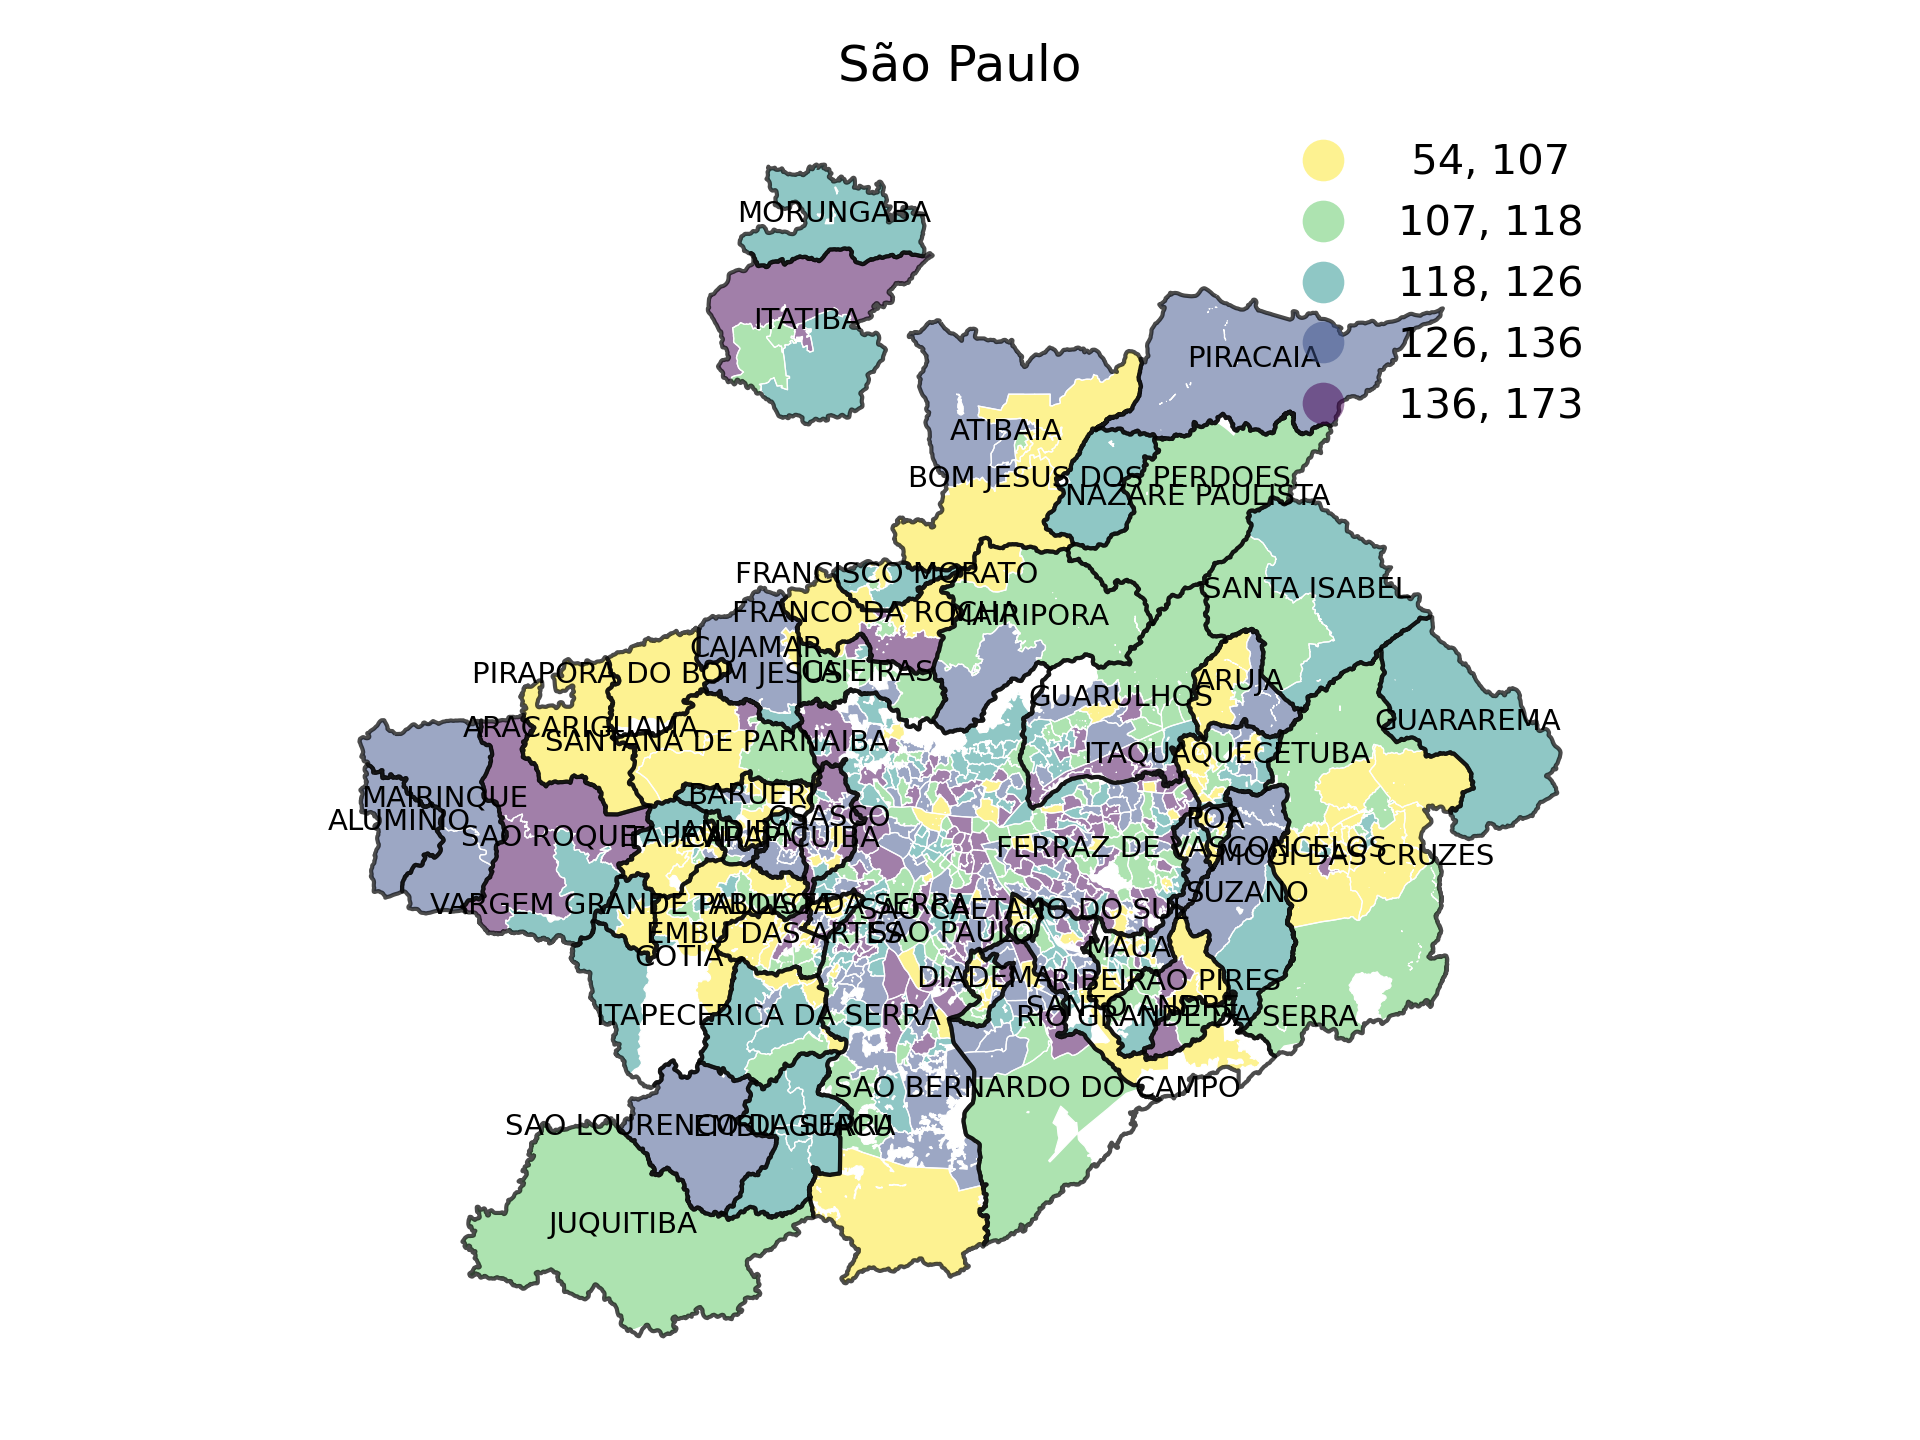 São Paulo
54, 107
107, 118
118, 126
126, 136
136, 173
MORUNGABA
ITATIBA
PIRACAIA
ATIBAIA
BOM JESUS DOS PERDOES
NAZARE PAULISTA
FRANCISCO MORATO
SANTA ISABEL
FRANCO DA ROCHA
MAIRIPORA
CAJAMAR
PIRAPORA DO BOM JESUS
CAIEIRAS
ARUJA
GUARULHOS
GUARAREMA
ARACARIGUAMA
SANTANA DE PARNAIBA
ITAQUAQUECETUBA
BARUERI
MAIRINQUE
OSASCO
POA
ALUMINIO
SAO ROQUE
ITAPEVI
JANDIRA
CARAPICUIBA
FERRAZ DE VASCONCELOS
MOGI DAS CRUZES
SUZANO
VARGEM GRANDE PAULISTA
TABOAO DA SERRA
SAO CAETANO DO SUL
EMBU DAS ARTES
SAO PAULO
MAUA
COTIA
DIADEMA
RIBEIRAO PIRES
SANTO ANDRE
ITAPECERICA DA SERRA
RIO GRANDE DA SERRA
SAO BERNARDO DO CAMPO
SAO LOURENCO DA SERRA
EMBU-GUACU
JUQUITIBA